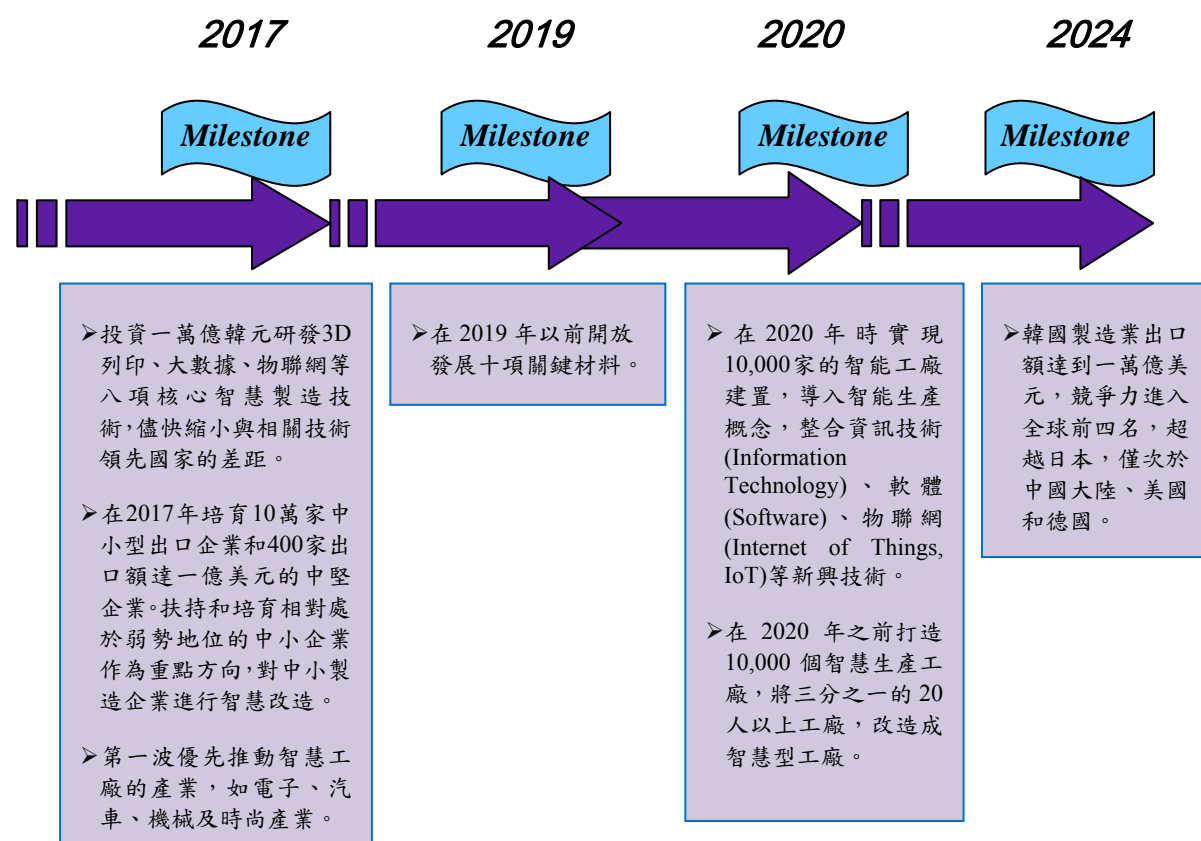 2017
2019
2020
2024
Milestone
Milestone
Milestone
Milestone
➢投資一萬億韓元研發3D
列印、大數據、物聯網等
八項核心智慧製造技
術，儘快縮小與相關技術
領先國家的差距。
➢在2017年培育10萬家中
小型出口企業和400家出
口額達一億美元的中堅
企業。扶持和培育相對處
於弱勢地位的中小企業
作為重點方向，對中小製
造企業進行智慧改造。
➢第一波優先推動智慧工
廠的產業，如電子、汽
車、機械及時尚產業。
➢在 2019 年以前開放
發展十項關鍵材料。
➢在 2020 年時實現
10,000家的智能工廠
建置，導入智能生產
概念，整合資訊技術
(Information
Technology)、軟體
(Software)、物聯網
(Internet of Things,
IoT)等新興技術。
➢在 2020 年之前打造
10,000 個智慧生產工
廠，將三分之一的 20
人以上工廠，改造成
智慧型工廠。
➢韓國製造業出口
額達到一萬億美
元，競爭力進入
全球前四名，超
越日本，僅次於
中國大陸、美國
和德國。